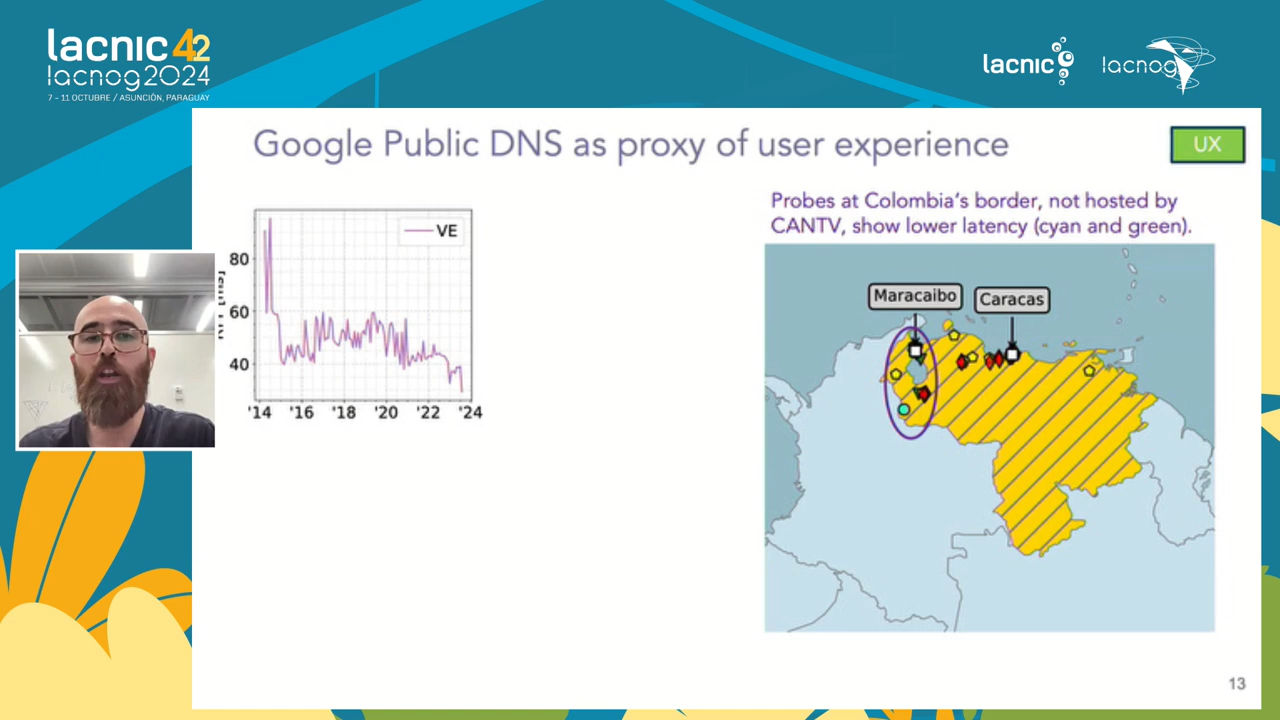 lacnic 42
lacnog2024
7 - 11 OCTUBRE / ASUNCIÓN, PARAGUAY
lacnic
lacnog
Google Public DNS as proxy of user experience
UX
VE
80
60
40
'14 '16 '18 '20 '22 '24
Probes at Colombia's border, not hosted by
CANTV, show lower latency (cyan and green).
Maracaibo
Caracas
13